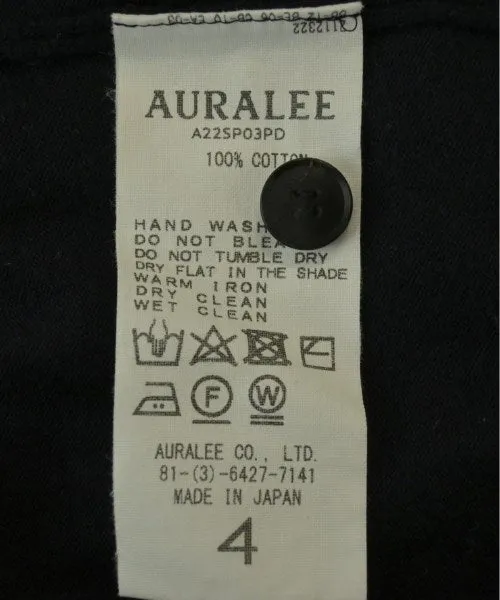 AURALEE
A22SP03PD
100% COTTON
HAND WASH
DO NOT BLEA
DO NOT TUMBLE DRY
DRY FLAT IN THE SHADE
WARM IRON
DRY CLEAN
WET CLEAN
F W
AURALEE CO., LTD.
81-(3)-6427-7141
MADE IN JAPAN
4